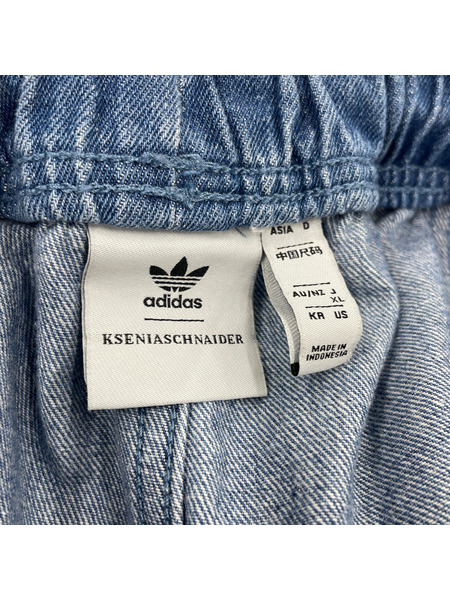 adidas
KSENIASCHNAIDER
ASIA D
中国尺码
AU/NZ J
XL
KR US
MADE IN
INDONESIA